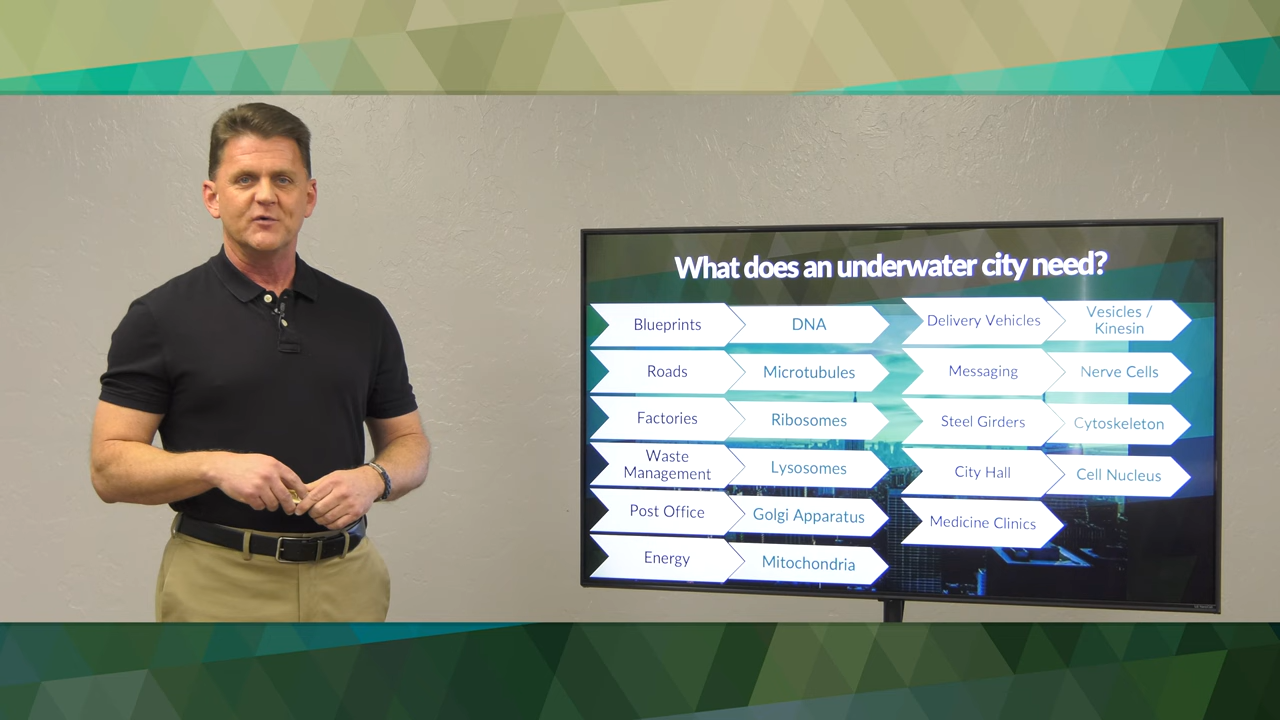 What does an underwater city need?
Blueprints
DNA
Roads
Microtubules
Factories
Ribosomes
Waste
Management
Lysosomes
Post Office
Golgi Apparatus
Energy
Mitochondria
Delivery Vehicles
Vesicles /
Kinesin
Messaging
Nerve Cells
Steel Girders
Cytoskeleton
City Hall
Cell Nucleus
Medicine Clinics